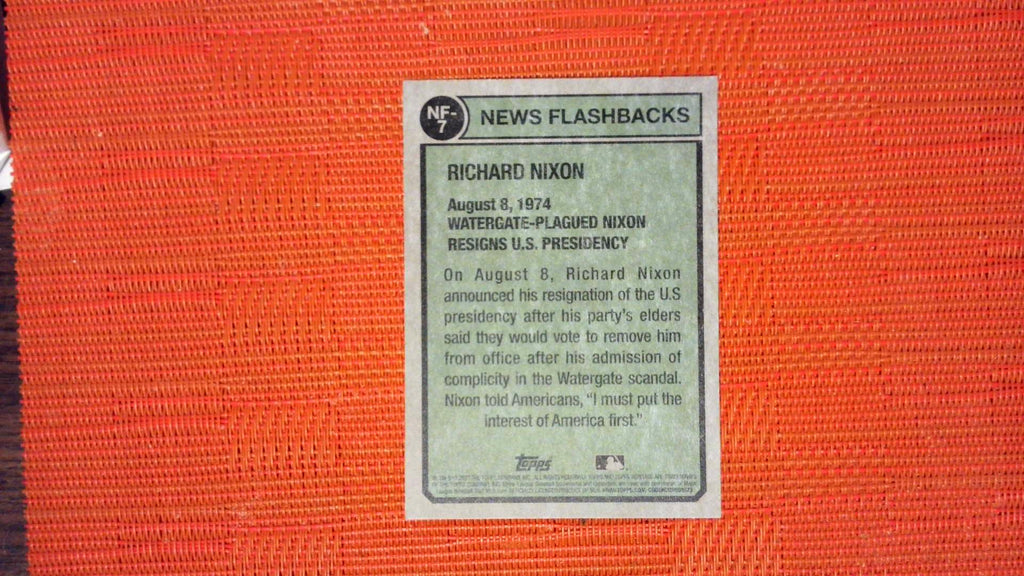 NF-
7
NEWS FLASHBACKS
RICHARD NIXON
August 8, 1974
WATERGATE-PLAGUED NIXON
RESIGNS U.S. PRESIDENCY
On August 8, Richard Nixon
announced his resignation of the U.S
presidency after his party's elders
said they would vote to remove him
from office after his admission of
complicity in the Watergate scandal.
Nixon told Americans, "I must put the
interest of America first."
Topps